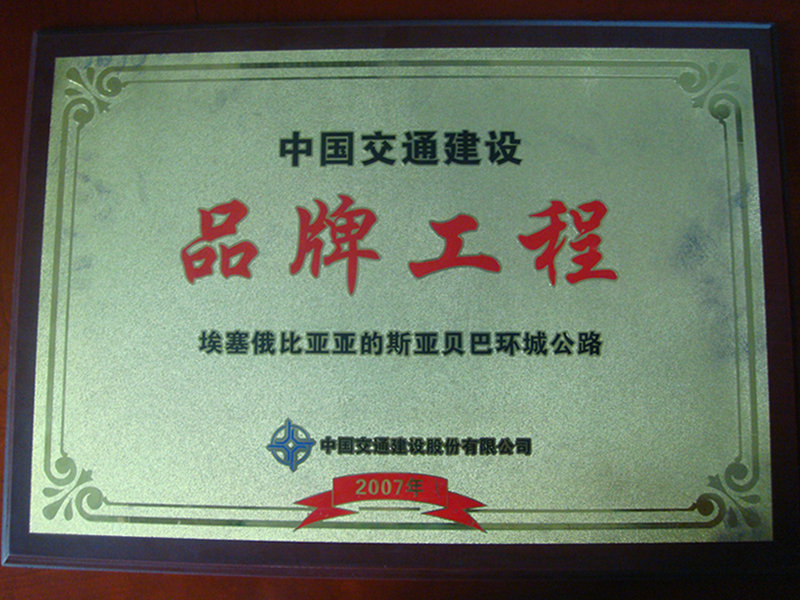 中国交通建设
品牌工程
埃塞俄比亚亚的斯亚贝巴环城公路
中国交通建设股份有限公司
2007年